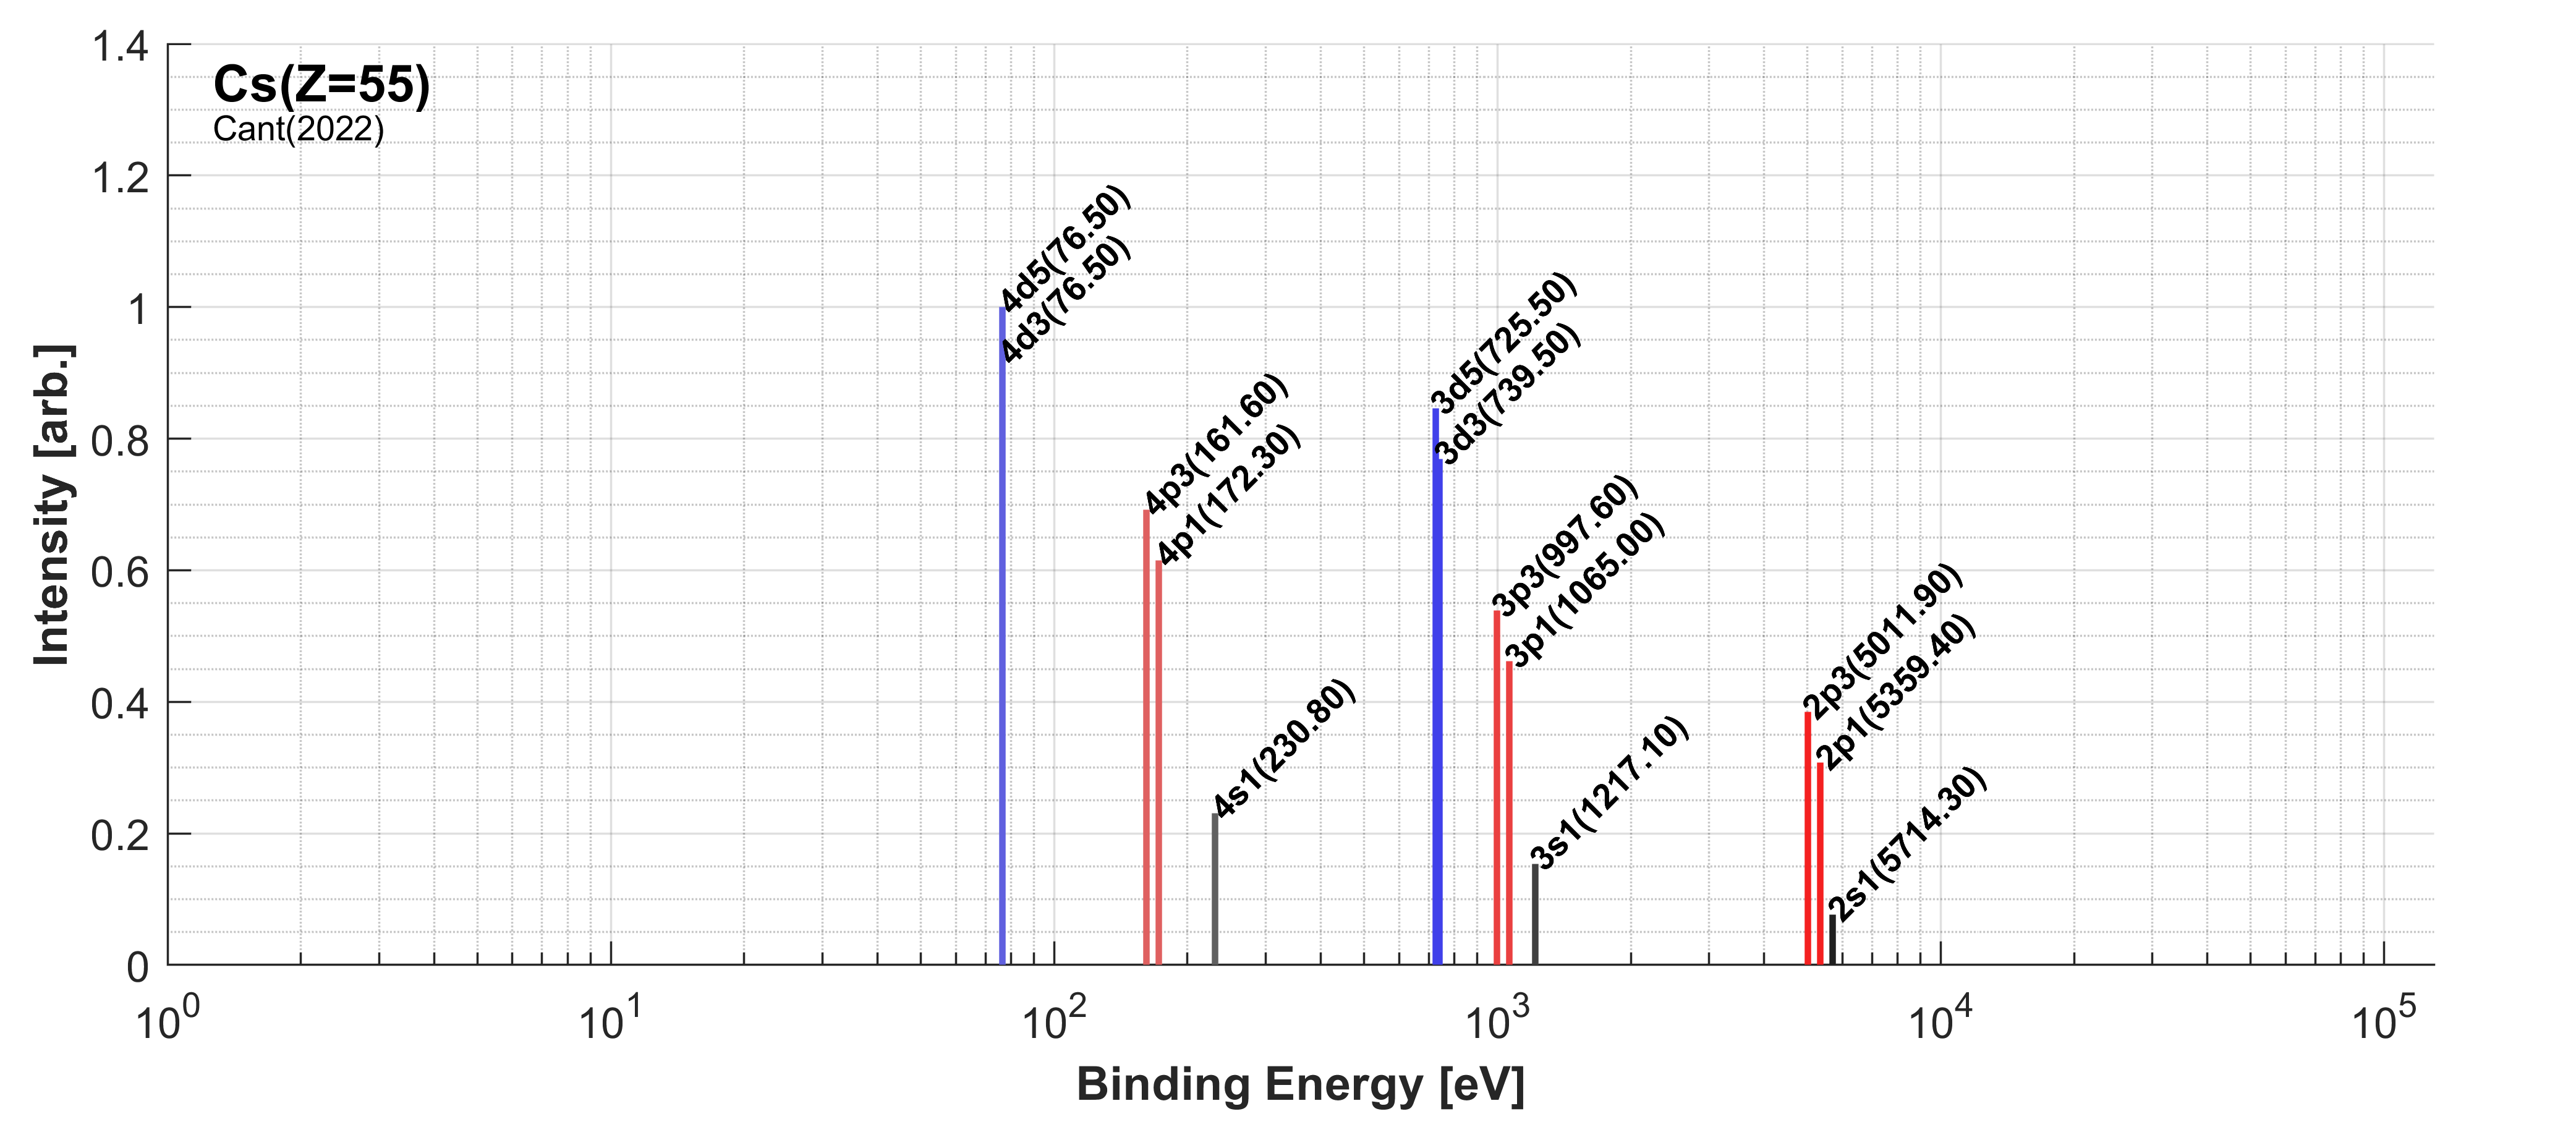 Cs(Z=55)
Cant(2022)
Intensity [arb.]
1.4
1.2
1
0.8
0.6
0.4
0.2
0
4d5(76.50)
4d3(76.50)
4p3(161.60)
4p1(172.30)
4s1(230.80)
3d5(725.50)
3d3(739.50)
3p3(997.60)
3p1(1065.00)
3s1(1217.10)
2p3(5011.90)
2p1(5359.40)
2s1(5714.30)
10^0
10^1
10^2
10^3
10^4
10^5
Binding Energy [eV]